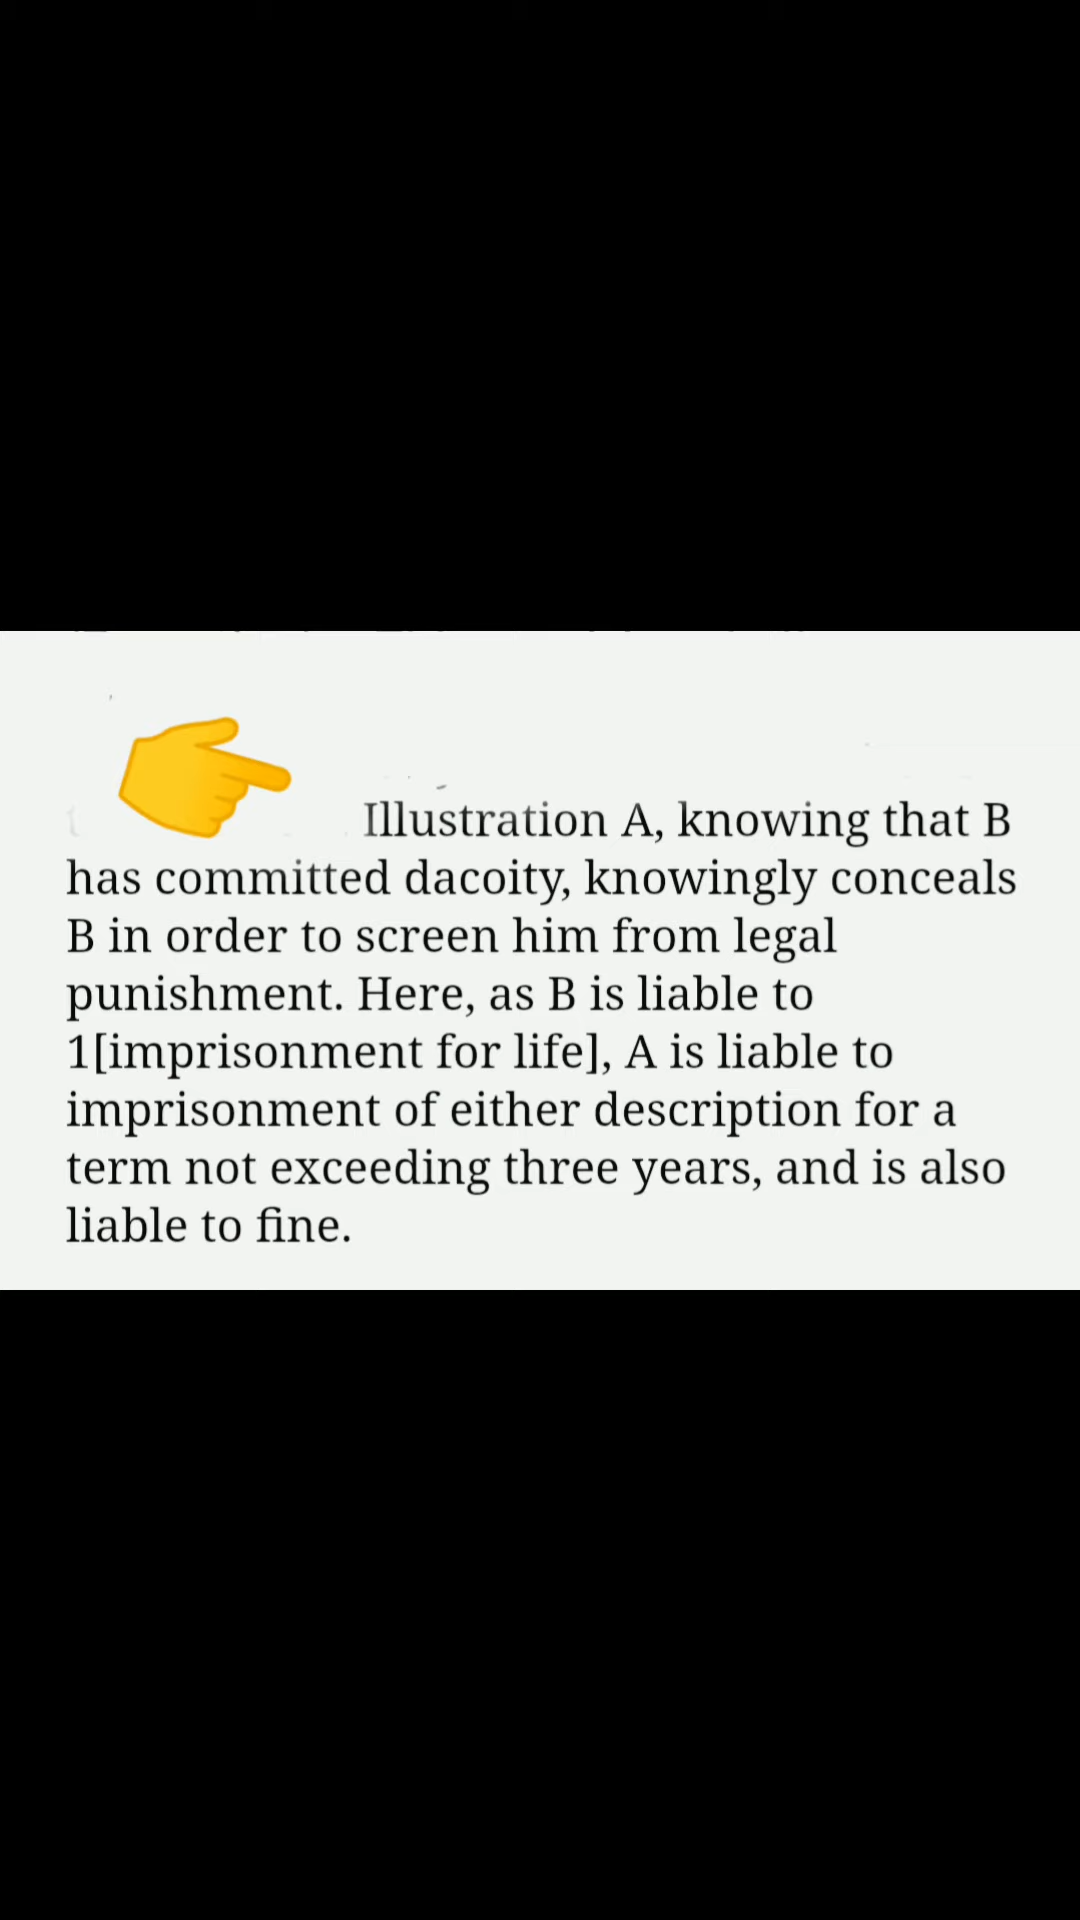 Illustration A, knowing that B
has committed dacoity, knowingly conceals
B in order to screen him from legal
punishment. Here, as B is liable to
1[imprisonment for life], A is liable to
imprisonment of either description for a
term not exceeding three years, and is also
liable to fine.